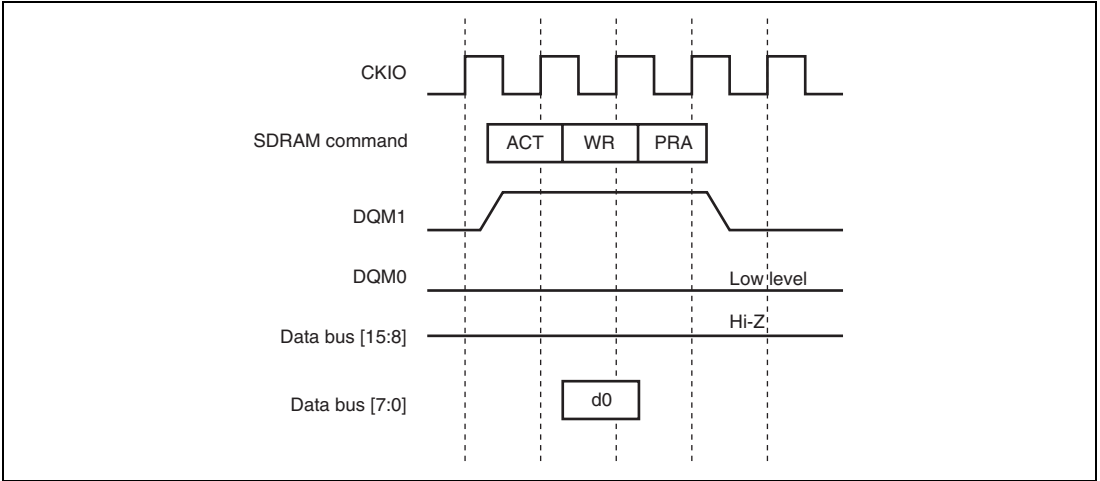 CKIO
SDRAM command ACT WR PRA
DQM1
DQM0 Low level
Data bus [15:8] Hi-Z
Data bus [7:0] d0